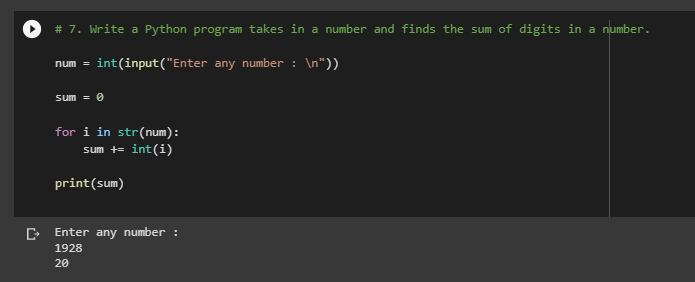 # 7. Write a Python program takes in a number and finds the sum of digits in a number.
num = int(input("Enter any number : \n"))
sum = 0
for i in str(num):
    sum += int(i)
print(sum)
Enter any number :
1928
20